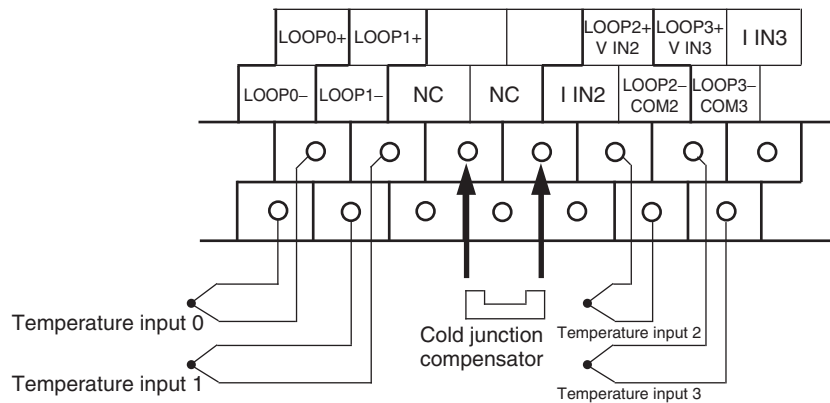 LOOP0+ LOOP1+ LOOP2+ LOOP3+ I IN3
V IN2 V IN3
LOOP0– LOOP1– NC NC I IN2 LOOP2– LOOP3–
COM2 COM3
Temperature input 0
Cold junction
compensator
Temperature input 2
Temperature input 1
Temperature input 3